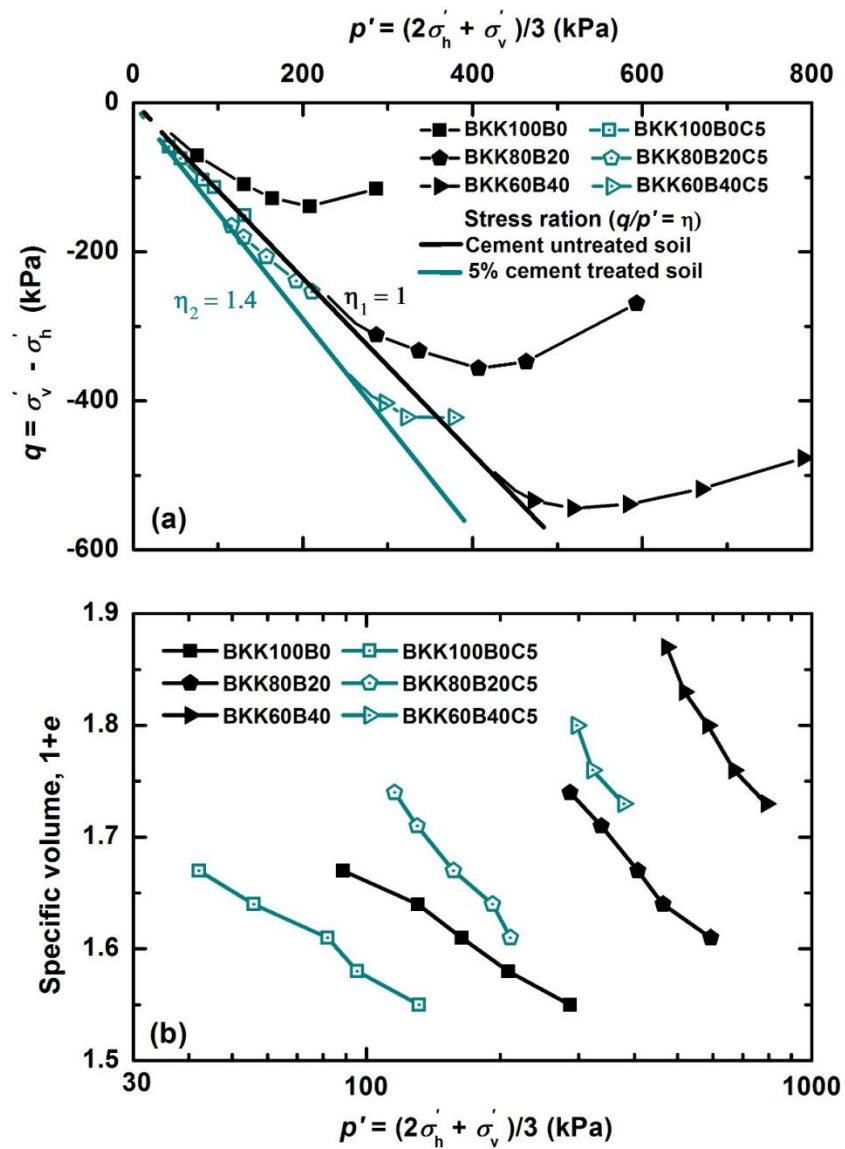 p' = (2σ'h + σ'v)/3 (kPa)
0 200 400 600 800
0
-200
-400
-600
q = σ'v - σ'h (kPa)
BKK100B0 BKK100B0C5
BKK80B20 BKK80B20C5
BKK60B40 BKK60B40C5
Stress ration (q/p' = η)
Cement untreated soil
5% cement treated soil
η2 = 1.4
η1 = 1
(a)
1.9
1.8
1.7
1.6
1.5
Specific volume, 1+e
BKK100B0 BKK100B0C5
BKK80B20 BKK80B20C5
BKK60B40 BKK60B40C5
(b)
30 100 1000
p' = (2σ'h + σ'v)/3 (kPa)